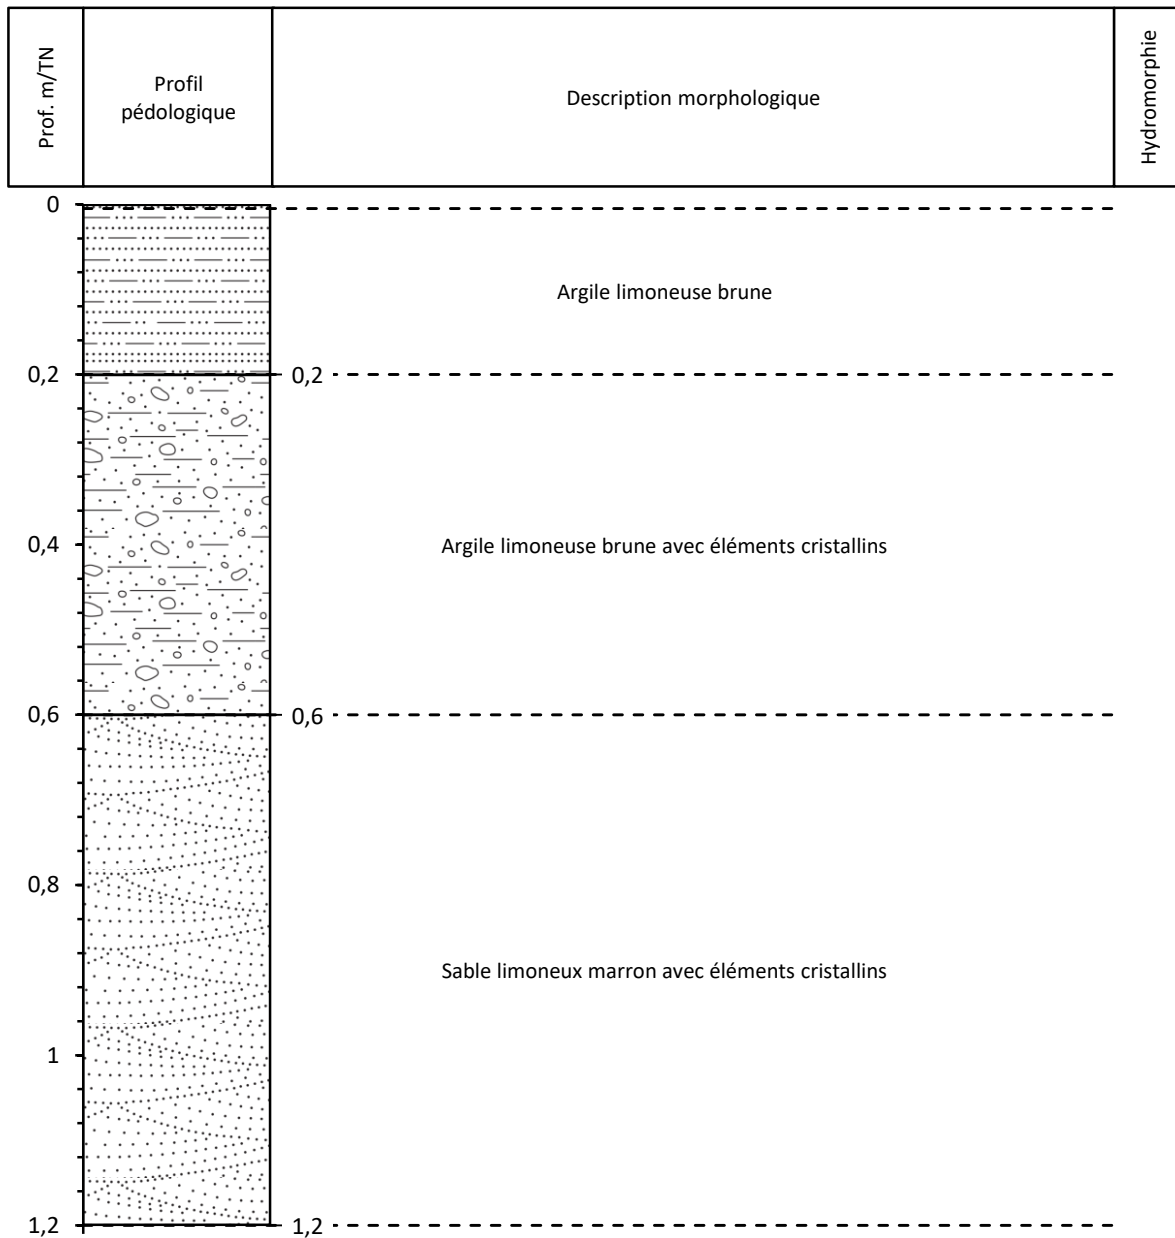 Prof. m/TN
Profil
pédologique
Description morphologique
Hydromorphie
0
Argile limoneuse brune
0,2
0,2
0,4
Argile limoneuse brune avec éléments cristallins
0,6
0,6
0,8
Sable limoneux marron avec éléments cristallins
1
1,2
1,2